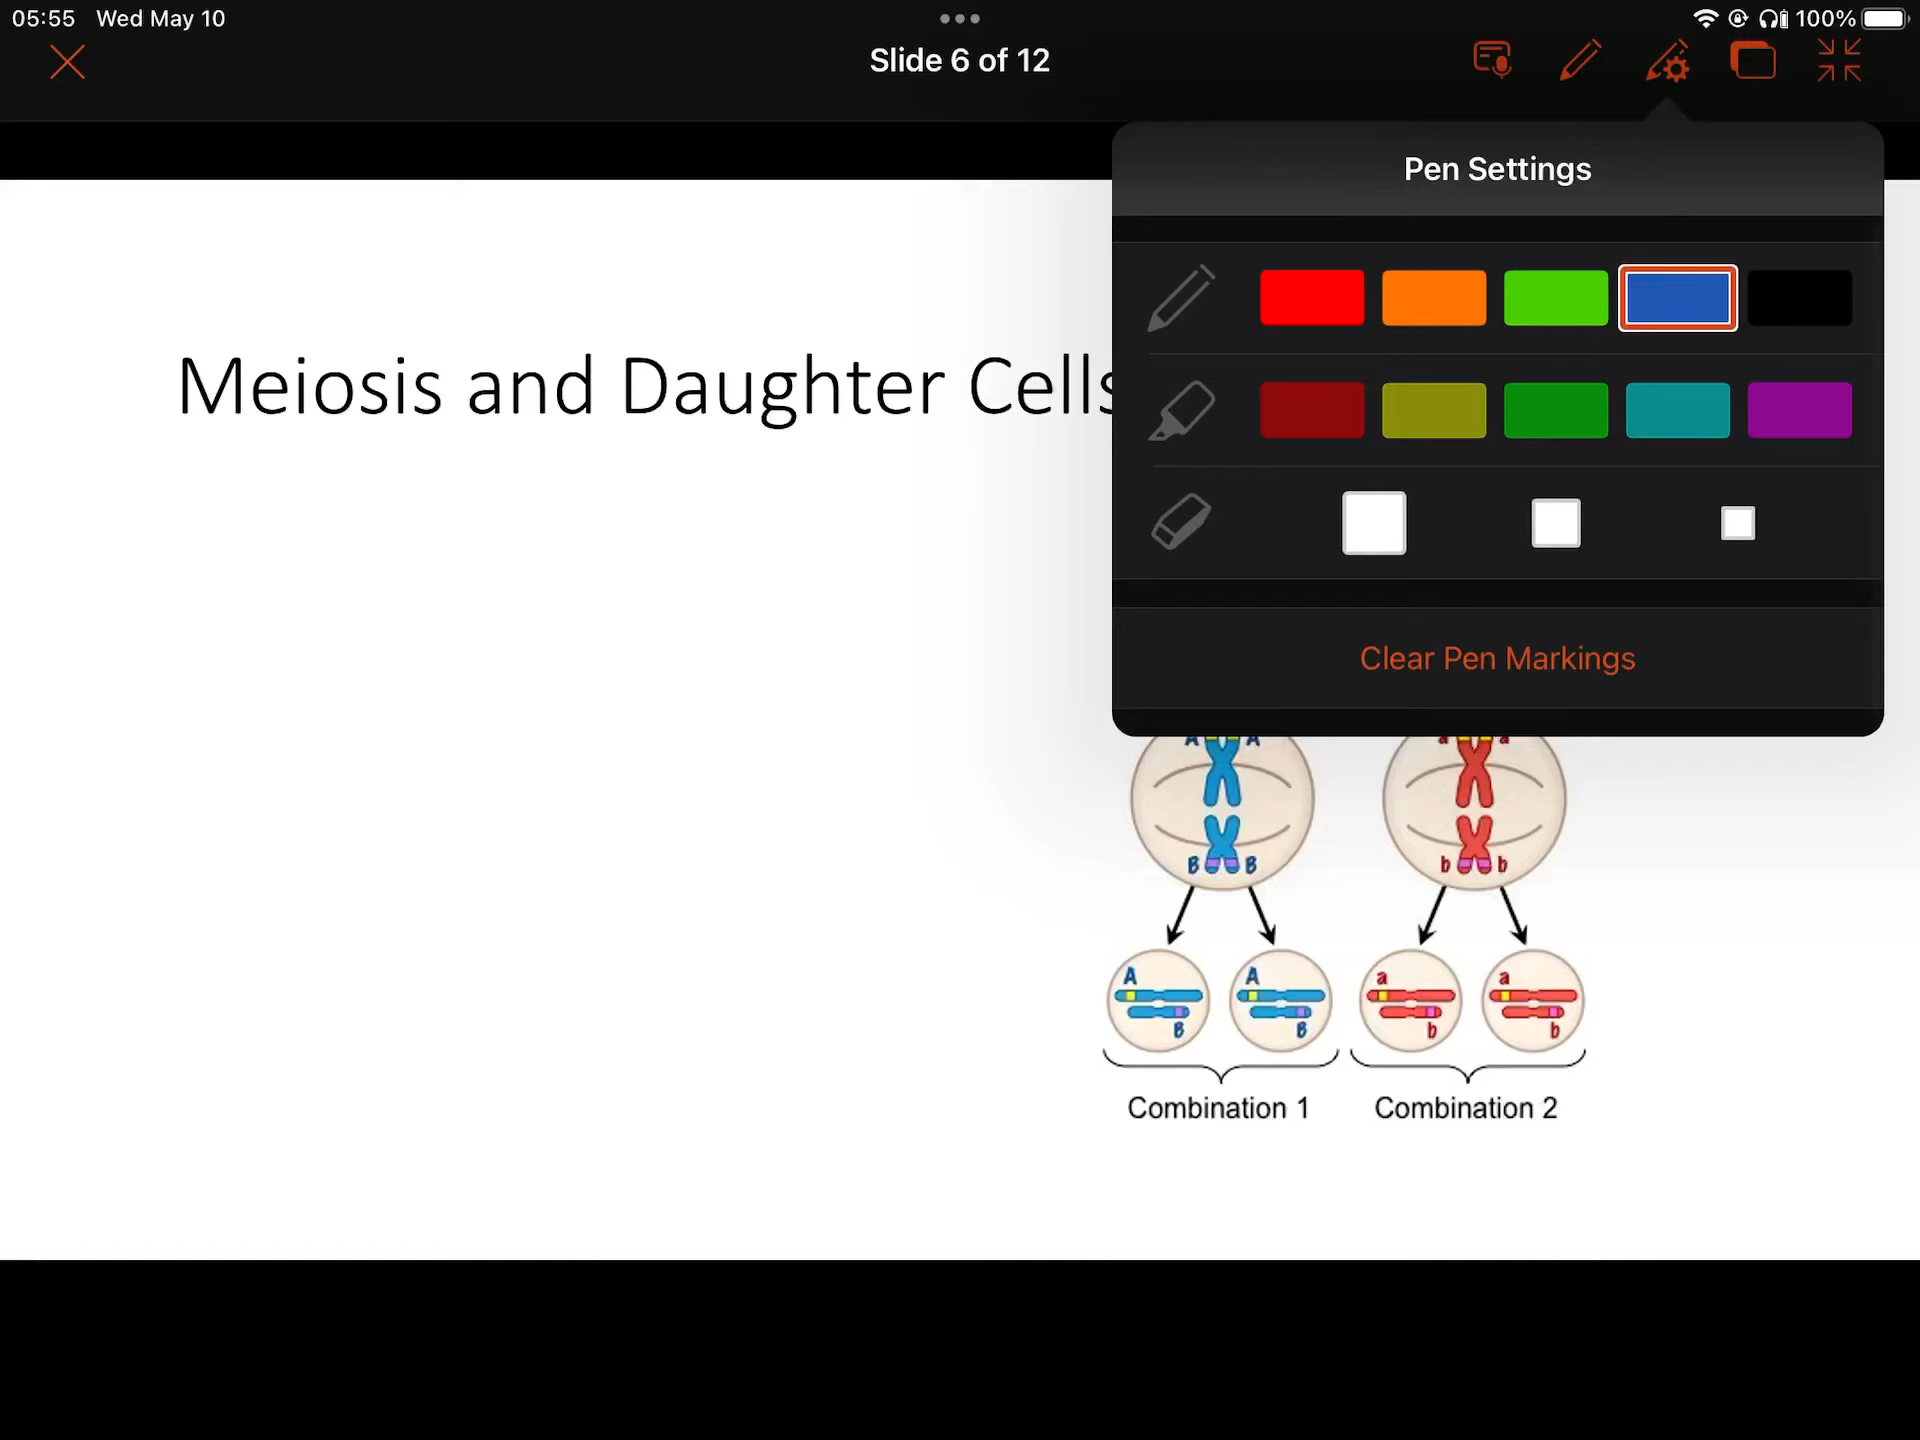 05:55 Wed May 10
100%
Slide 6 of 12
Pen Settings
Meiosis and Daughter Cells
Clear Pen Markings
A A a a
B B b b
A A a a
B B b b
Combination 1 Combination 2